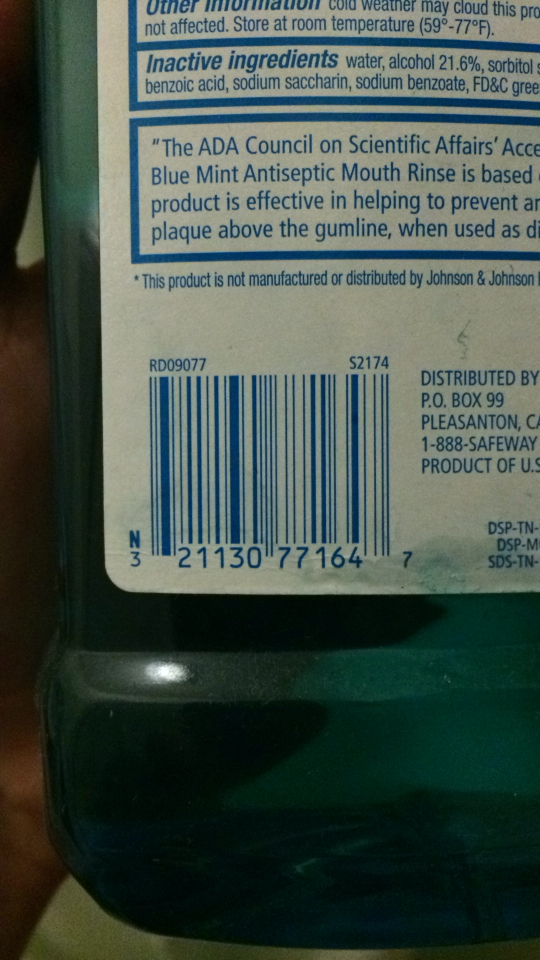 Other information cold weather may cloud this pro
not affected. Store at room temperature (59°-77°F).
Inactive ingredients water, alcohol 21.6%, sorbitol s
benzoic acid, sodium saccharin, sodium benzoate, FD&C gree
"The ADA Council on Scientific Affairs' Acce
Blue Mint Antiseptic Mouth Rinse is based
product is effective in helping to prevent an
plaque above the gumline, when used as di
*This product is not manufactured or distributed by Johnson & Johnson
RD09077 S2174
DISTRIBUTED BY
P.O. BOX 99
PLEASANTON, CA
1-888-SAFEWAY
PRODUCT OF U.S
DSP-TN-
DSP-M
SDS-TN-
N
3 21130 77164 7